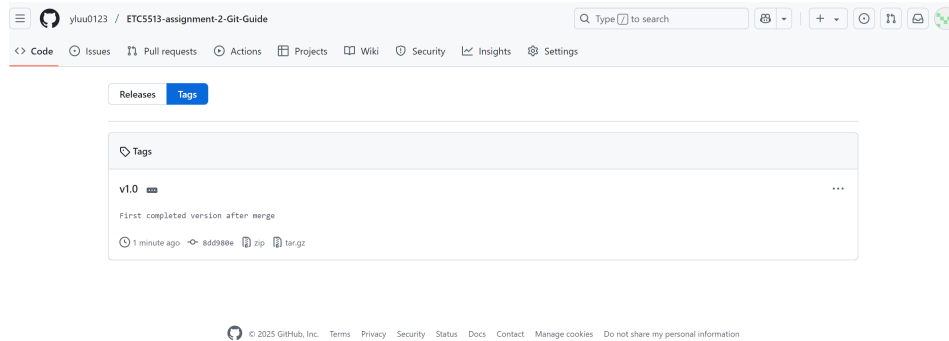 yluu0123 / ETC5513-assignment-2-Git-Guide
Type / to search
Code Issues Pull requests Actions Projects Wiki Security Insights Settings
Releases Tags
Tags
v1.0
First completed version after merge
1 minute ago 8dd980e zip tar.gz
© 2025 GitHub, Inc. Terms Privacy Security Status Docs Contact Manage cookies Do not share my personal information